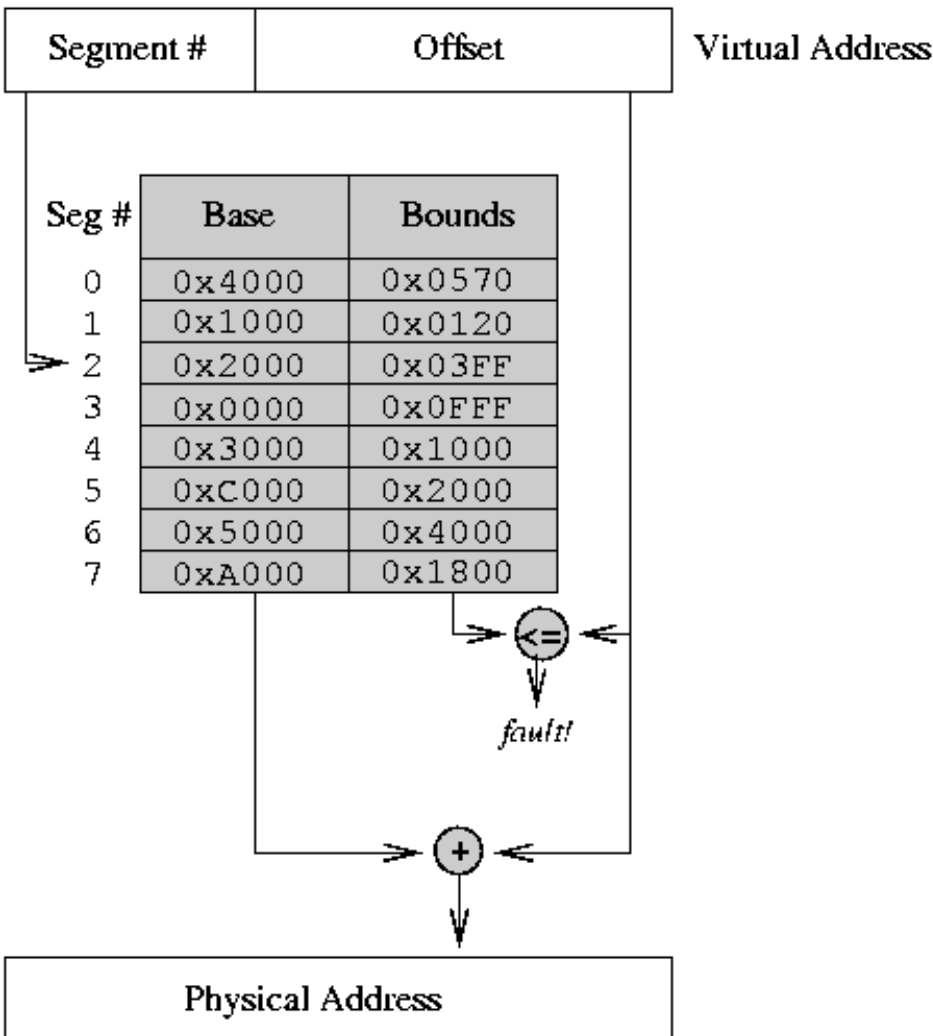 Segment # Offset Virtual Address
Seg # Base Bounds
0 0x4000 0x0570
1 0x1000 0x0120
2 0x2000 0x03FF
3 0x0000 0x0FFF
4 0x3000 0x1000
5 0xC000 0x2000
6 0x5000 0x4000
7 0xA000 0x1800
<=
fault!
+
Physical Address